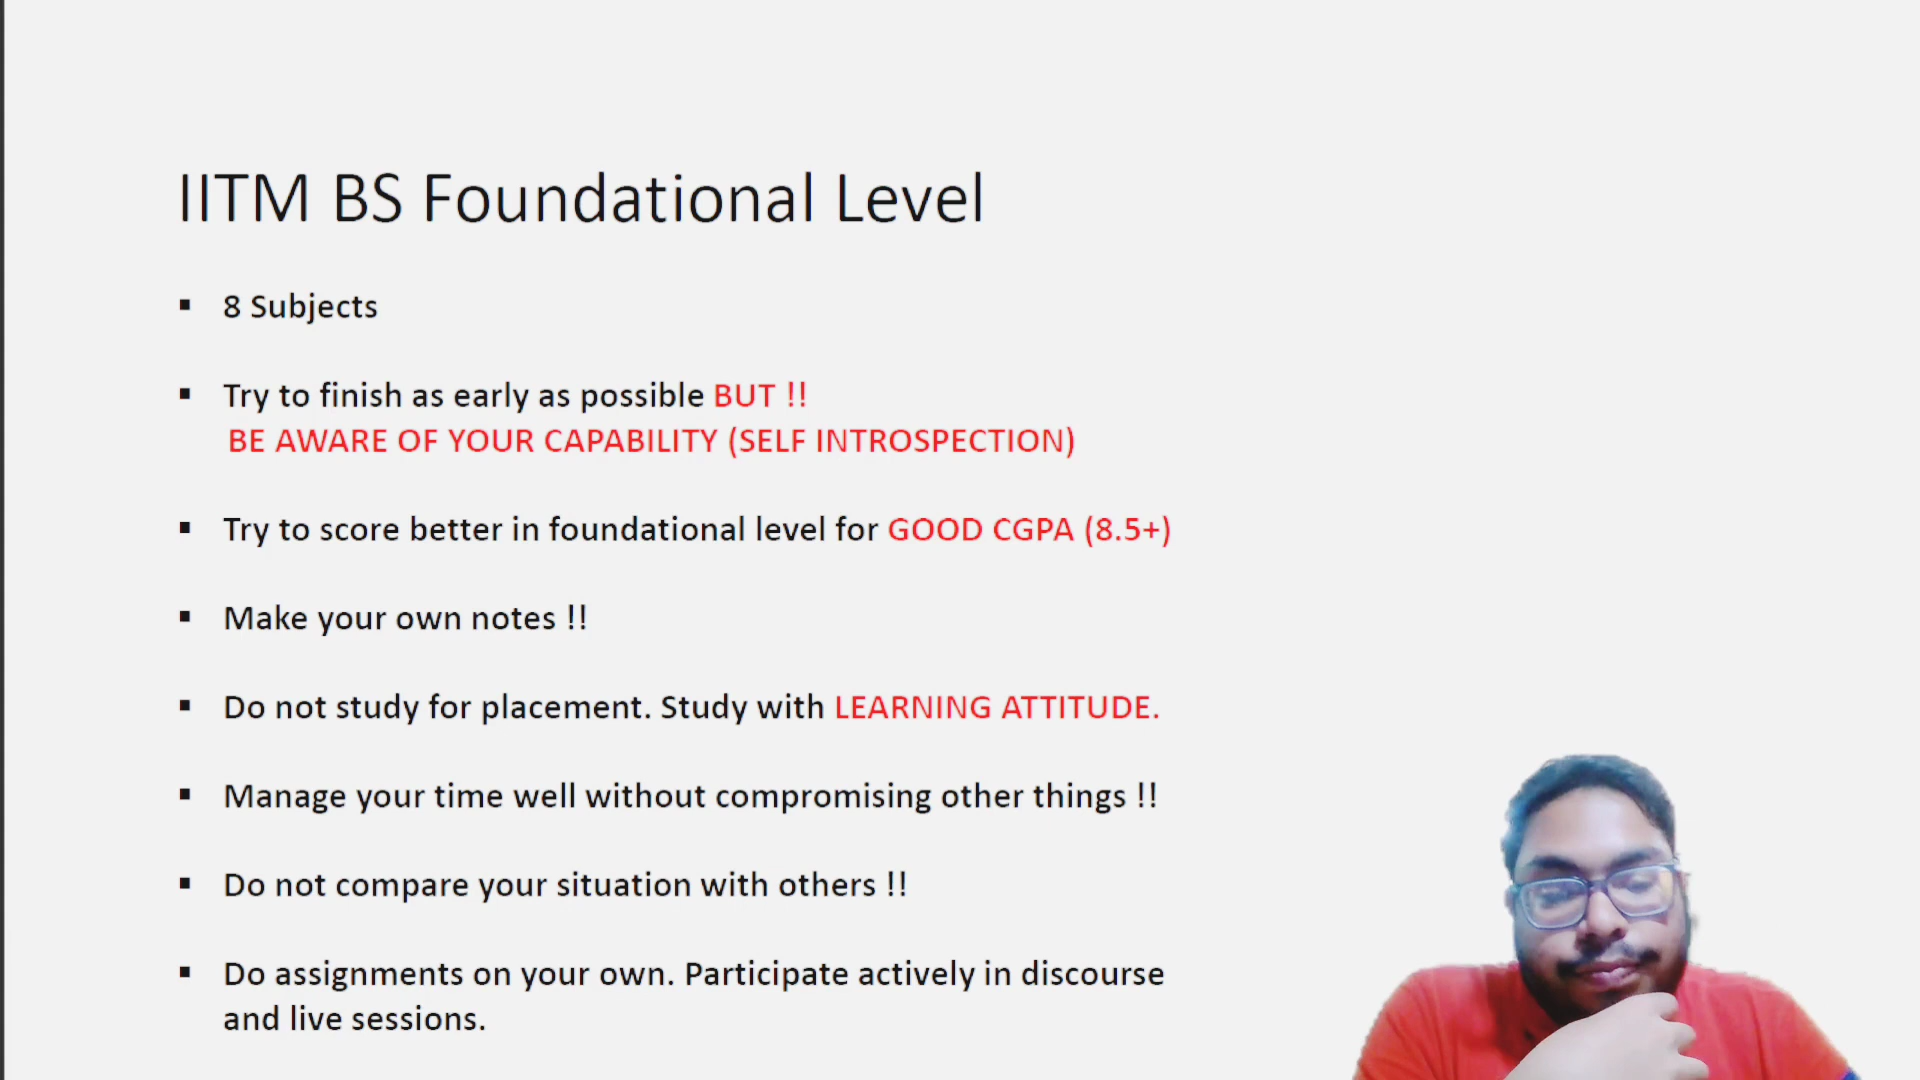 IITM BS Foundational Level
▪ 8 Subjects
▪ Try to finish as early as possible BUT !!
BE AWARE OF YOUR CAPABILITY (SELF INTROSPECTION)
▪ Try to score better in foundational level for GOOD CGPA (8.5+)
▪ Make your own notes !!
▪ Do not study for placement. Study with LEARNING ATTITUDE.
▪ Manage your time well without compromising other things !!
▪ Do not compare your situation with others !!
▪ Do assignments on your own. Participate actively in discourse
and live sessions.